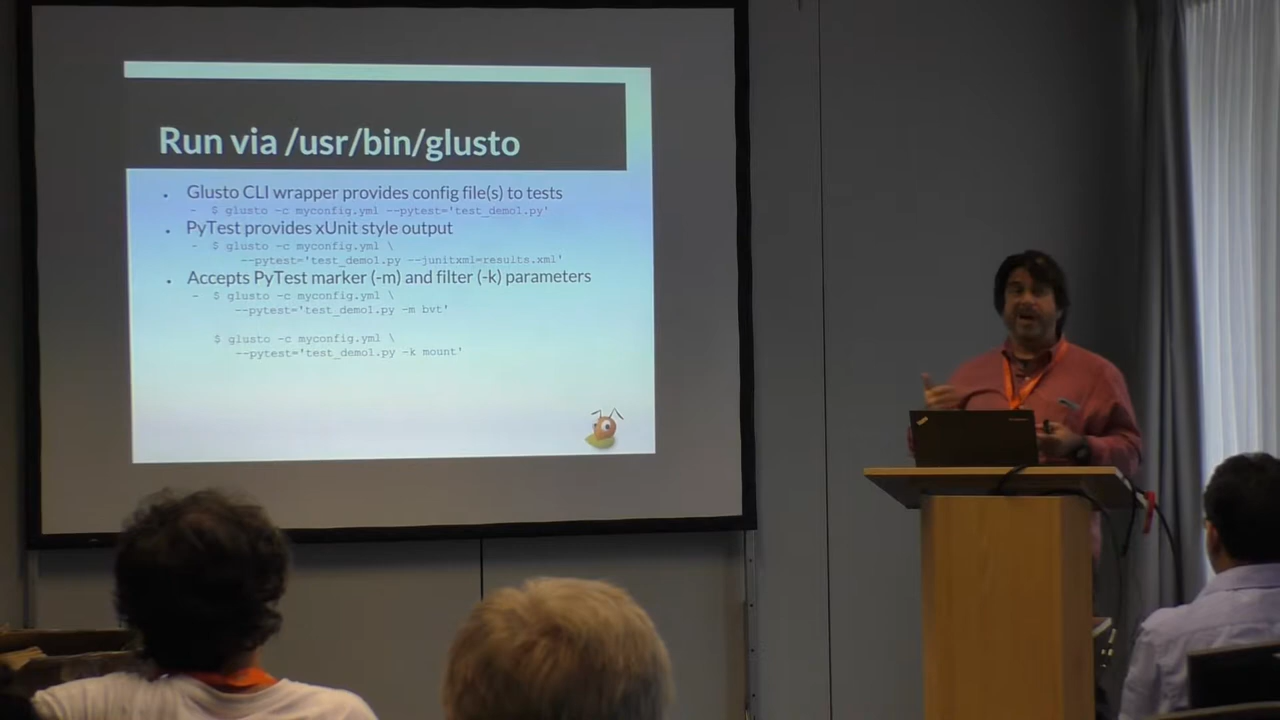 Run via /usr/bin/glusto
• Glusto CLI wrapper provides config file(s) to tests
– $ glusto -c myconfig.yml --pytest='test_demo1.py'
• PyTest provides xUnit style output
– $ glusto -c myconfig.yml \
--pytest='test_demo1.py --junitxml=results.xml'
• Accepts PyTest marker (-m) and filter (-k) parameters
– $ glusto -c myconfig.yml \
--pytest='test_demo1.py -m bvt'
$ glusto -c myconfig.yml \
--pytest='test_demo1.py -k mount'